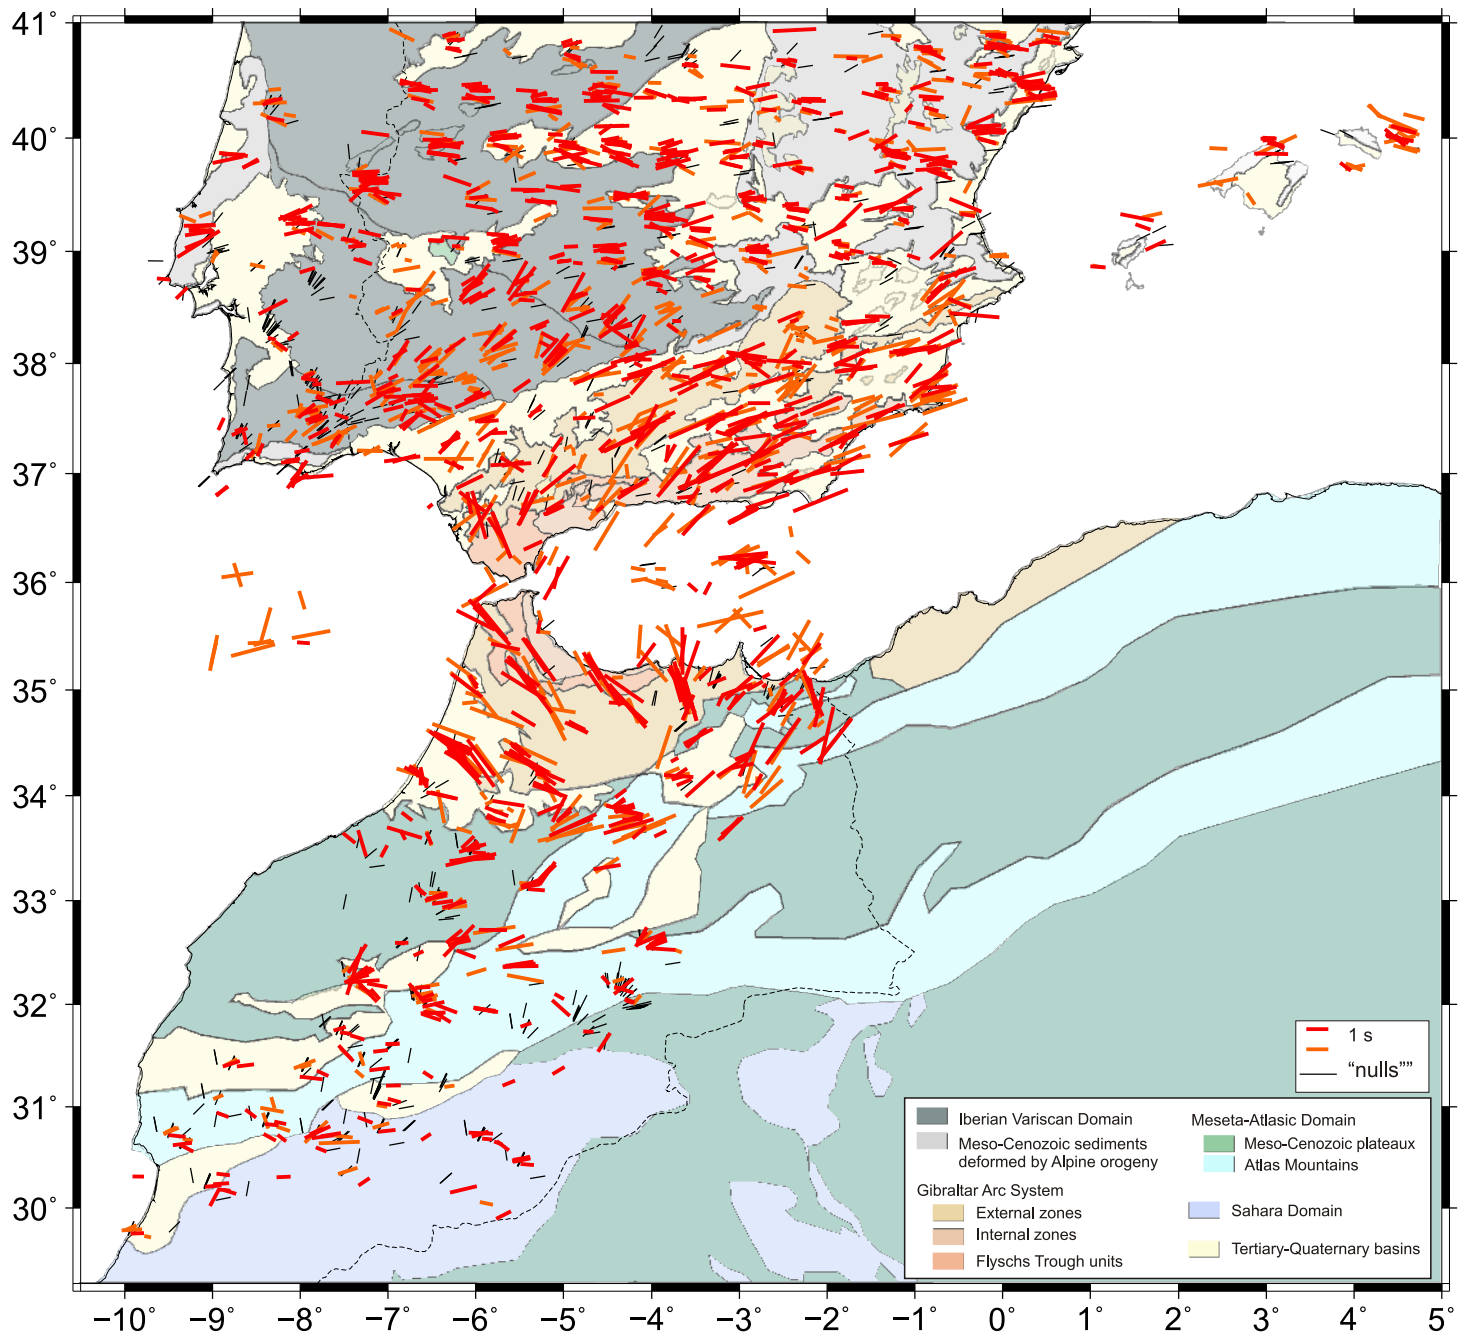 41°
40°
39°
38°
37°
36°
35°
34°
33°
32°
31°
30°
1 s
“nulls””
Iberian Variscan Domain
Meso-Cenozoic sediments
deformed by Alpine orogeny
Gibraltar Arc System
External zones
Internal zones
Flyschs Trough units
Meseta-Atlasic Domain
Meso-Cenozoic plateaux
Atlas Mountains
Sahara Domain
Tertiary-Quaternary basins
−10° −9° −8° −7° −6° −5° −4° −3° −2° −1° 0° 1° 2° 3° 4° 5°